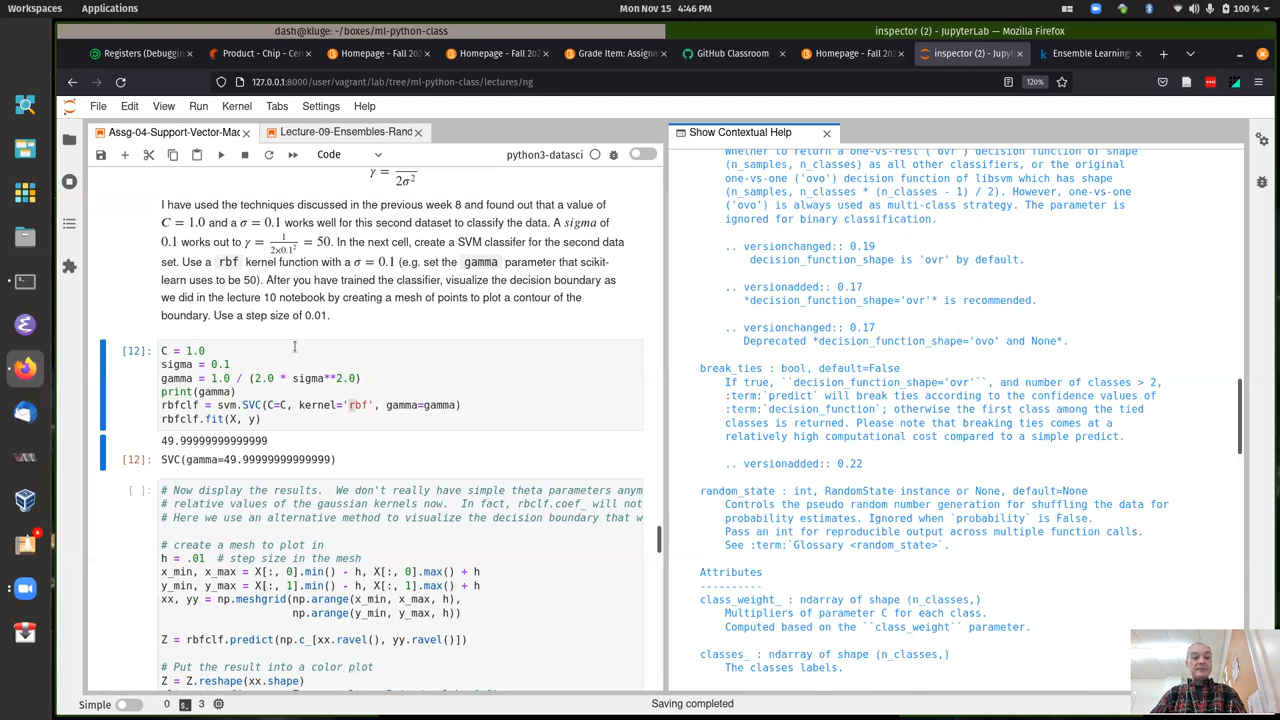 Workspaces Applications Mon Nov 15 4:46 PM 100 %
dash@kluge:~/boxes/ml-python-class inspector (2) - JupyterLab — Mozilla Firefox
Registers (Debuggin Product - Chip - Cer Homepage - Fall 202 Homepage - Fall 202 Grade Item: Assignm GitHub Classroom Homepage - Fall 202 inspector (2) - Jupyt Ensemble Learning:
127.0.0.1:8000/user/vagrant/lab/tree/ml-python-class/lectures/ng 120%
File Edit View Run Kernel Tabs Settings Help
Assg-04-Support-Vector-Mac Lecture-09-Ensembles-Rand Show Contextual Help
Code python3-datasci
γ =
2σ²
I have used the techniques discussed in the previous week 8 and found out that a value of
C = 1.0 and a σ = 0.1 works well for this second dataset to classify the data. A sigma of
0.1 works out to γ = 1/(2×0.1²) = 50. In the next cell, create a SVM classifer for the second data
set. Use a rbf kernel function with a σ = 0.1 (e.g. set the gamma parameter that scikit-
learn uses to be 50). After you have trained the classifier, visualize the decision boundary as
we did in the lecture 10 notebook by creating a mesh of points to plot a contour of the
boundary. Use a step size of 0.01.
[12]: C = 1.0
sigma = 0.1
gamma = 1.0 / (2.0 * sigma**2.0)
print(gamma)
rbfclf = svm.SVC(C=C, kernel='rbf', gamma=gamma)
rbfclf.fit(X, y)
49.99999999999999
[12]: SVC(gamma=49.99999999999999)
[ ]: # Now display the results. We don't really have simple theta parameters anym
# relative values of the gaussian kernels now. In fact, rbclf.coef_ will not
# Here we use an alternative method to visualize the decision boundary that w
# create a mesh to plot in
h = .01 # step size in the mesh
x_min, x_max = X[:, 0].min() - h, X[:, 0].max() + h
y_min, y_max = X[:, 1].min() - h, X[:, 1].max() + h
xx, yy = np.meshgrid(np.arange(x_min, x_max, h),
np.arange(y_min, y_max, h))
Z = rbfclf.predict(np.c_[xx.ravel(), yy.ravel()])
# Put the result into a color plot
Z = Z.reshape(xx.shape)
Whether to return a one-vs-rest ('ovr') decision function of shape
(n_samples, n_classes) as all other classifiers, or the original
one-vs-one ('ovo') decision function of libsvm which has shape
(n_samples, n_classes * (n_classes - 1) / 2). However, one-vs-one
('ovo') is always used as multi-class strategy. The parameter is
ignored for binary classification.
.. versionchanged:: 0.19
decision_function_shape is 'ovr' by default.
.. versionadded:: 0.17
*decision_function_shape='ovr'* is recommended.
.. versionchanged:: 0.17
Deprecated *decision_function_shape='ovo' and None*.
break_ties : bool, default=False
If true, ``decision_function_shape='ovr'``, and number of classes > 2,
:term:`predict` will break ties according to the confidence values of
:term:`decision_function`; otherwise the first class among the tied
classes is returned. Please note that breaking ties comes at a
relatively high computational cost compared to a simple predict.
.. versionadded:: 0.22
random_state : int, RandomState instance or None, default=None
Controls the pseudo random number generation for shuffling the data for
probability estimates. Ignored when `probability` is False.
Pass an int for reproducible output across multiple function calls.
See :term:`Glossary <random_state>`.
Attributes
----------
class_weight_ : ndarray of shape (n_classes,)
Multipliers of parameter C for each class.
Computed based on the ``class_weight`` parameter.
classes_ : ndarray of shape (n_classes,)
The classes labels.
Simple 0 3 Saving completed